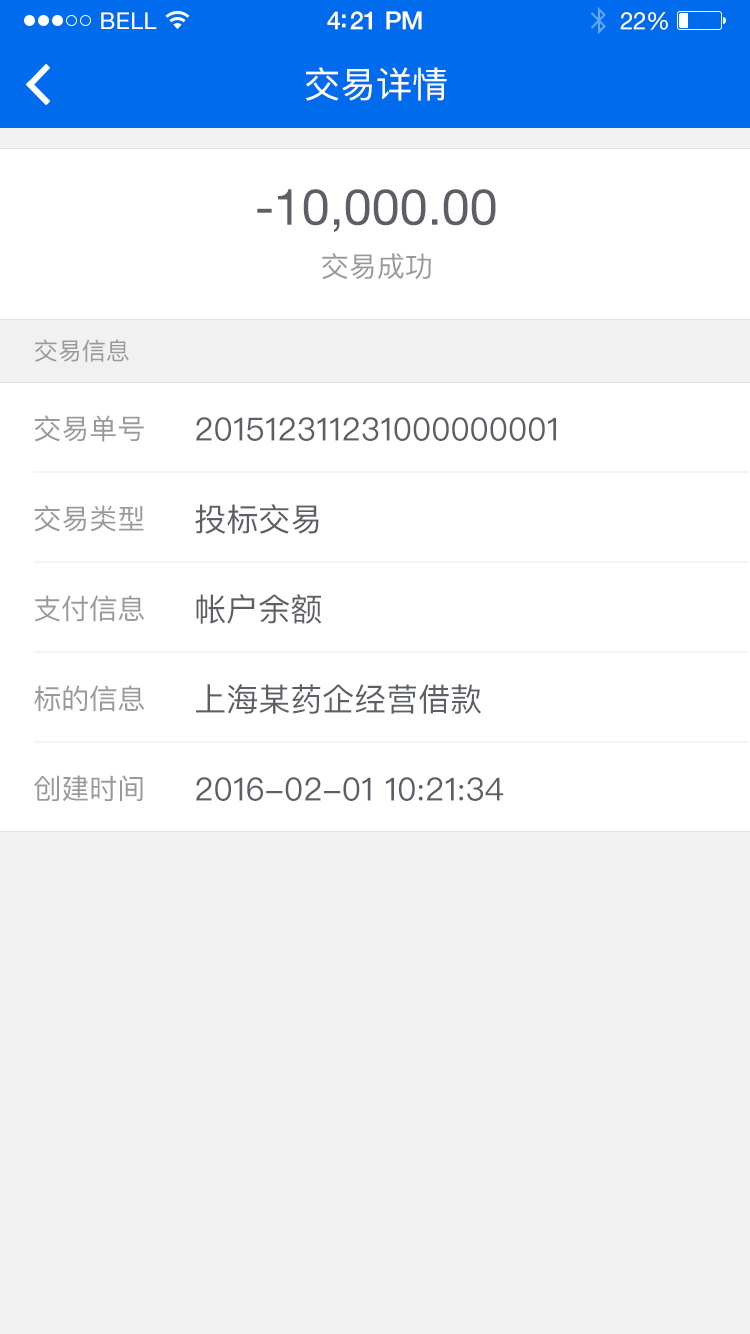 BELL 4:21 PM 22%
交易详情
-10,000.00
交易成功
交易信息
交易单号 201512311231000000001
交易类型 投标交易
支付信息 帐户余额
标的信息 上海某药企经营借款
创建时间 2016-02-01 10:21:34